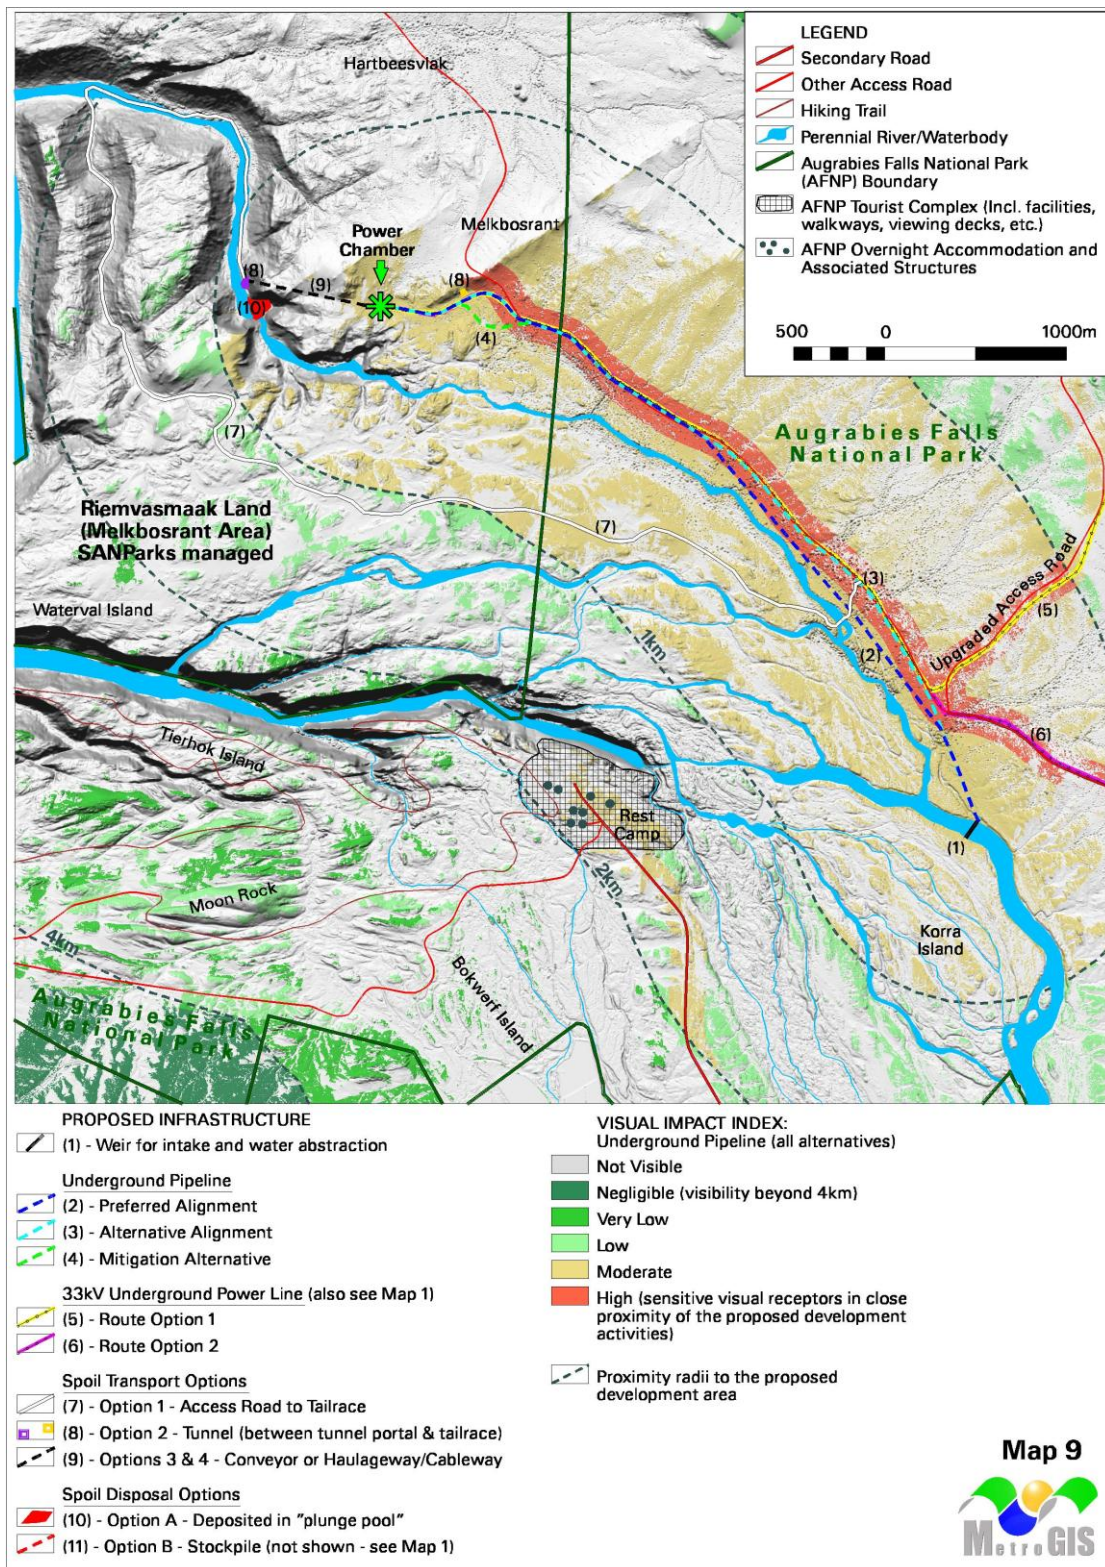 Hartbeesvlak
Melkbosrant
Power
Chamber
(8)
(9)
(8)
(10)
(4)
(7)
Augrabies Falls
National Park
Riemvasmaak Land
(Melkbosrant Area)
SANParks managed
(7)
(3)
Upgraded Access Road
(5)
Waterval Island
1km
(2)
(6)
Tierhok Island
Rest
Camp
(1)
2km
Moon Rock
Korra
Island
4km
Bokwerf Island
Augrabies Falls
National Park
LEGEND
Secondary Road
Other Access Road
Hiking Trail
Perennial River/Waterbody
Augrabies Falls National Park
(AFNP) Boundary
AFNP Tourist Complex (Incl. facilities,
walkways, viewing decks, etc.)
AFNP Overnight Accommodation and
Associated Structures
500 0 1000m
PROPOSED INFRASTRUCTURE
(1) - Weir for intake and water abstraction
Underground Pipeline
(2) - Preferred Alignment
(3) - Alternative Alignment
(4) - Mitigation Alternative
33kV Underground Power Line (also see Map 1)
(5) - Route Option 1
(6) - Route Option 2
Spoil Transport Options
(7) - Option 1 - Access Road to Tailrace
(8) - Option 2 - Tunnel (between tunnel portal & tailrace)
(9) - Options 3 & 4 - Conveyor or Haulageway/Cableway
Spoil Disposal Options
(10) - Option A - Deposited in "plunge pool"
(11) - Option B - Stockpile (not shown - see Map 1)
VISUAL IMPACT INDEX:
Underground Pipeline (all alternatives)
Not Visible
Negligible (visibility beyond 4km)
Very Low
Low
Moderate
High (sensitive visual receptors in close
proximity of the proposed development
activities)
Proximity radii to the proposed
development area
Map 9
MetroGIS